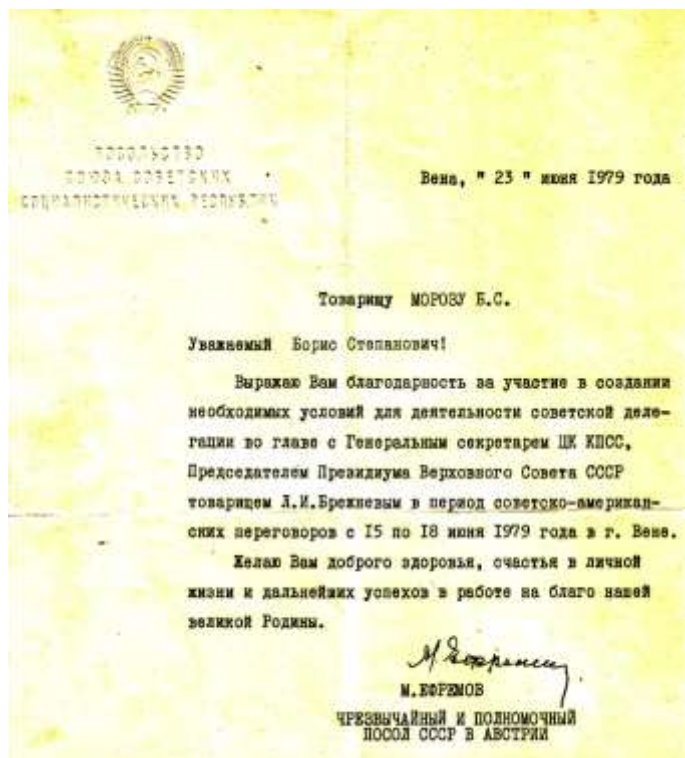 ПОСОЛЬСТВО
СОЮЗА СОВЕТСКИХ
СОЦИАЛИСТИЧЕСКИХ РЕСПУБЛИК
Вена, " 23 " июня 1979 года
Товарищу МОРОЗУ Б.С.
Уважаемый Борис Степанович!
Выражаю Вам благодарность за участие в создании
необходимых условий для деятельности советской деле-
гации во главе с Генеральным секретарем ЦК КПСС,
Председателем Президиума Верховного Совета СССР
товарищем Л.И.Брежневым в период советско-американ-
ских переговоров с 15 по 18 июня 1979 года в г. Вене.
Желаю Вам доброго здоровья, счастья в личной
жизни и дальнейших успехов в работе на благо нашей
великой Родины.
М Ефремов
М.ЕФРЕМОВ
ЧРЕЗВЫЧАЙНЫЙ И ПОЛНОМОЧНЫЙ
ПОСОЛ СССР В АВСТРИИ